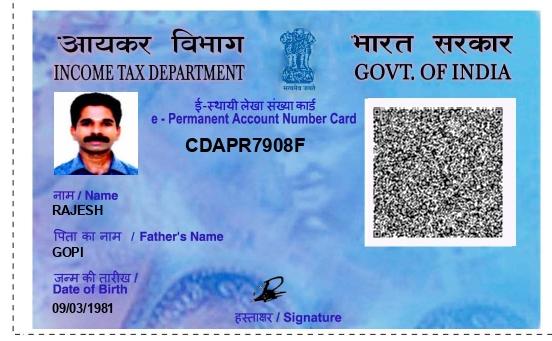 आयकर विभाग
INCOME TAX DEPARTMENT
सत्यमेव जयते
भारत सरकार
GOVT. OF INDIA
ई-स्थायी लेखा संख्या कार्ड
e - Permanent Account Number Card
CDAPR7908F
नाम / Name
RAJESH
पिता का नाम / Father's Name
GOPI
जन्म की तारीख /
Date of Birth
09/03/1981
हस्ताक्षर / Signature